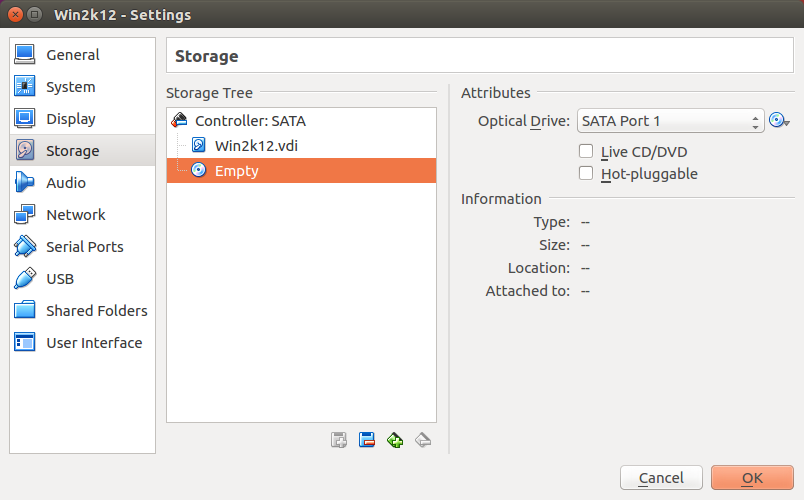 Win2k12 - Settings
General
System
Display
Storage
Audio
Network
Serial Ports
USB
Shared Folders
User Interface
Storage
Storage Tree
Controller: SATA
Win2k12.vdi
Empty
Attributes
Optical Drive: SATA Port 1
Live CD/DVD
Hot-pluggable
Information
Type: --
Size: --
Location: --
Attached to: --
Cancel OK